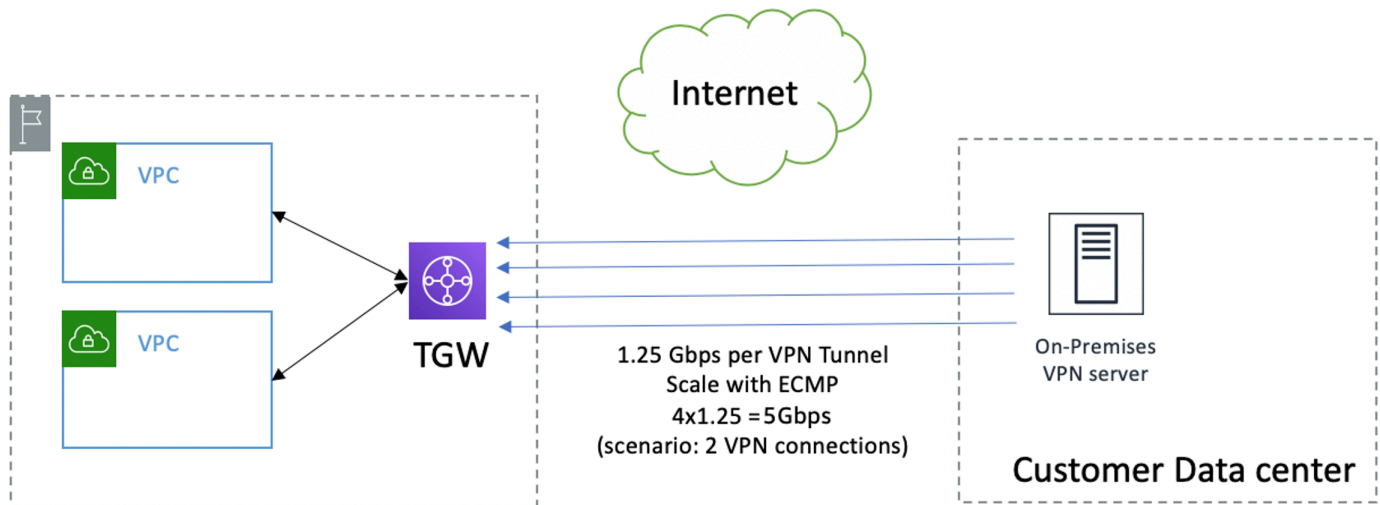 Internet
VPC
VPC
TGW
1.25 Gbps per VPN Tunnel
Scale with ECMP
4x1.25 =5Gbps
(scenario: 2 VPN connections)
On-Premises
VPN server
Customer Data center